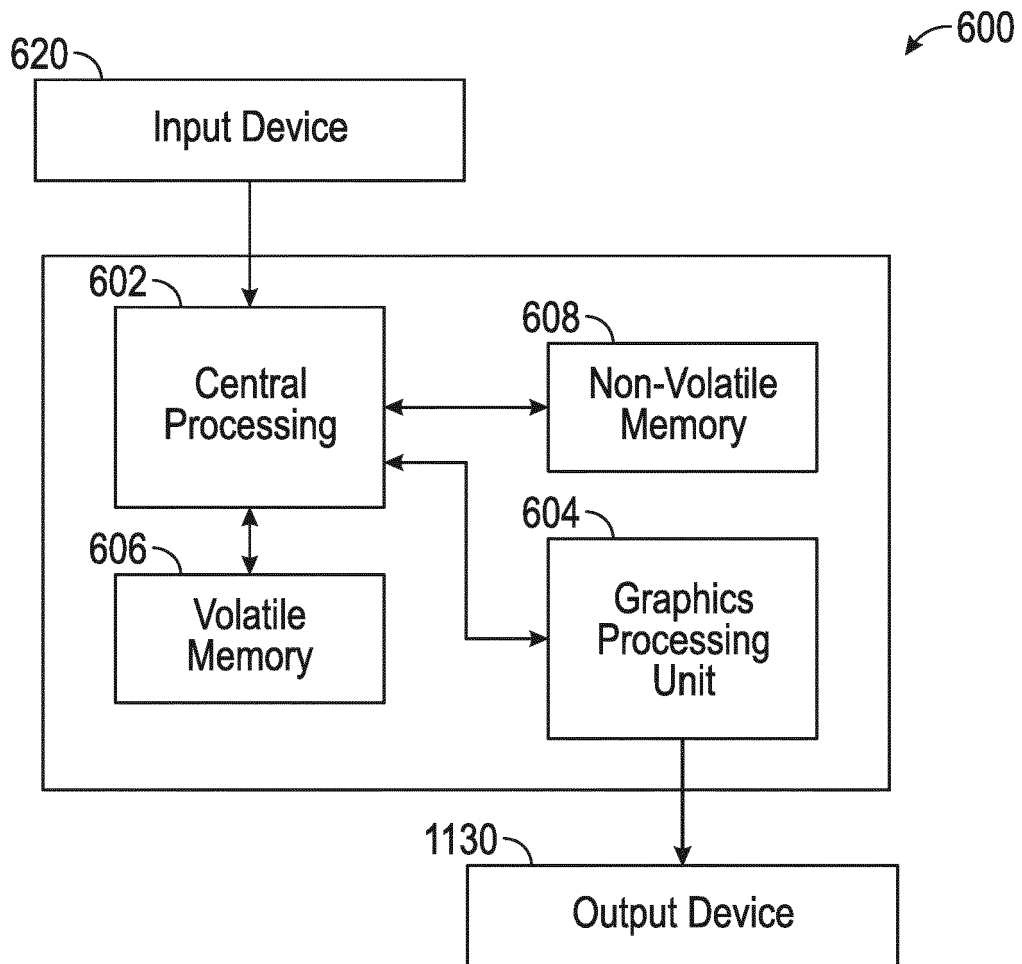 600
620
Input Device
602
Central
Processing
608
Non-Volatile
Memory
606
Volatile
Memory
604
Graphics
Processing
Unit
1130
Output Device